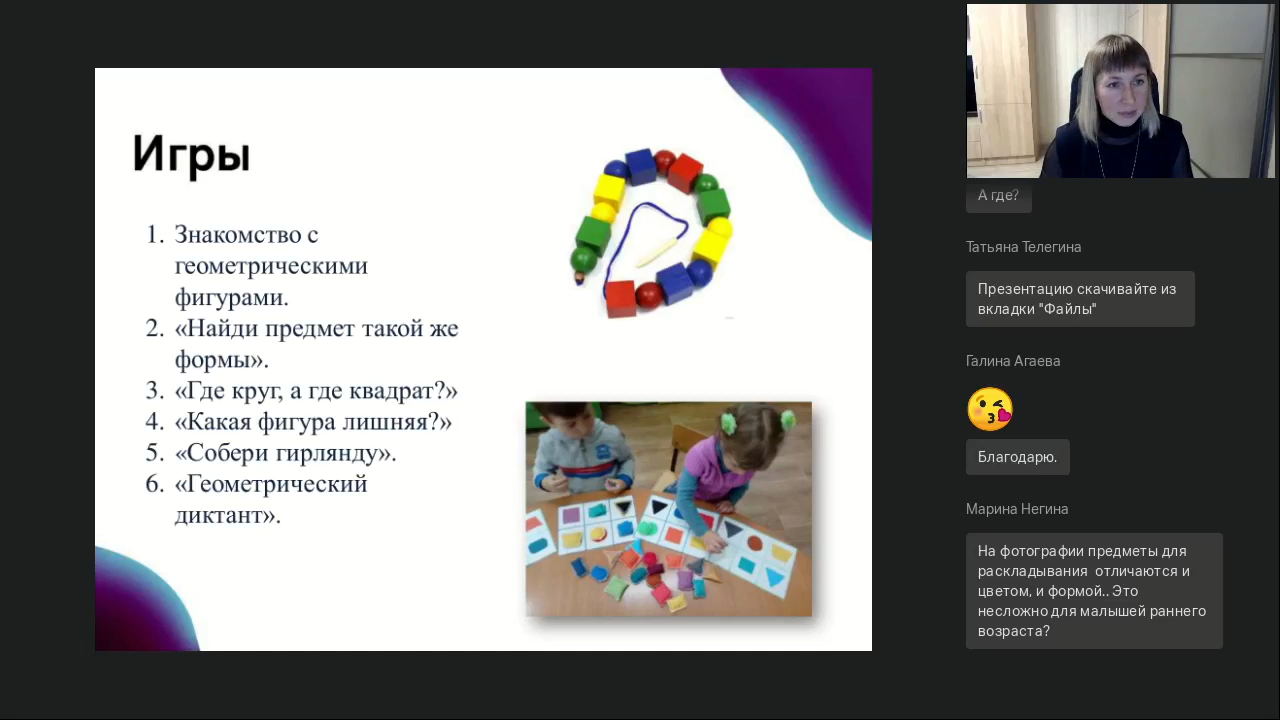 Игры
1. Знакомство с
геометрическими
фигурами.
2. «Найди предмет такой же
формы».
3. «Где круг, а где квадрат?»
4. «Какая фигура лишняя?»
5. «Собери гирлянду».
6. «Геометрический
диктант».
А где?
Татьяна Телегина
Презентацию скачивайте из
вкладки "Файлы"
Галина Агаева
Благодарю.
Марина Негина
На фотографии предметы для
раскладывания  отличаются и
цветом, и формой.. Это
несложно для малышей раннего
возраста?